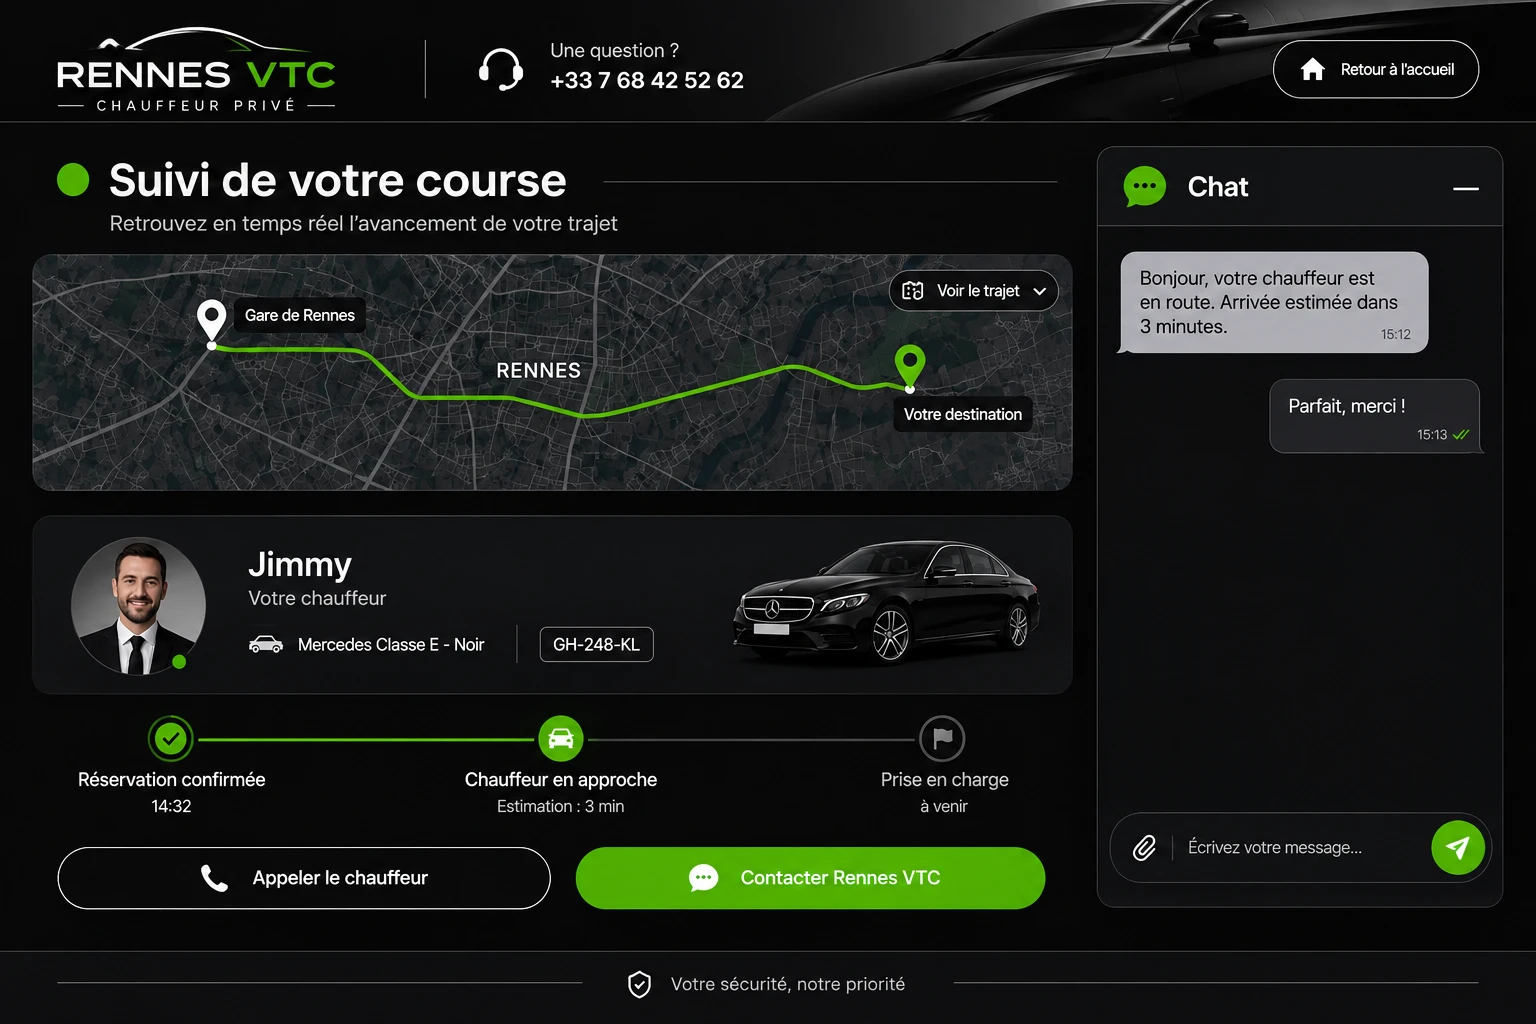 RENNES VTC
CHAUFFEUR PRIVÉ
Une question ?
+33 7 68 42 52 62
Retour à l'accueil
Suivi de votre course
Retrouvez en temps réel l’avancement de votre trajet
Voir le trajet
Gare de Rennes
RENNES
Votre destination
Jimmy
Votre chauffeur
Mercedes Classe E - Noir
GH-248-KL
Réservation confirmée
14:32
Chauffeur en approche
Estimation : 3 min
Prise en charge
à venir
Appeler le chauffeur
Contacter Rennes VTC
Chat
Bonjour, votre chauffeur est
en route. Arrivée estimée dans
3 minutes.
15:12
Parfait, merci !
15:13
Écrivez votre message...
Votre sécurité, notre priorité